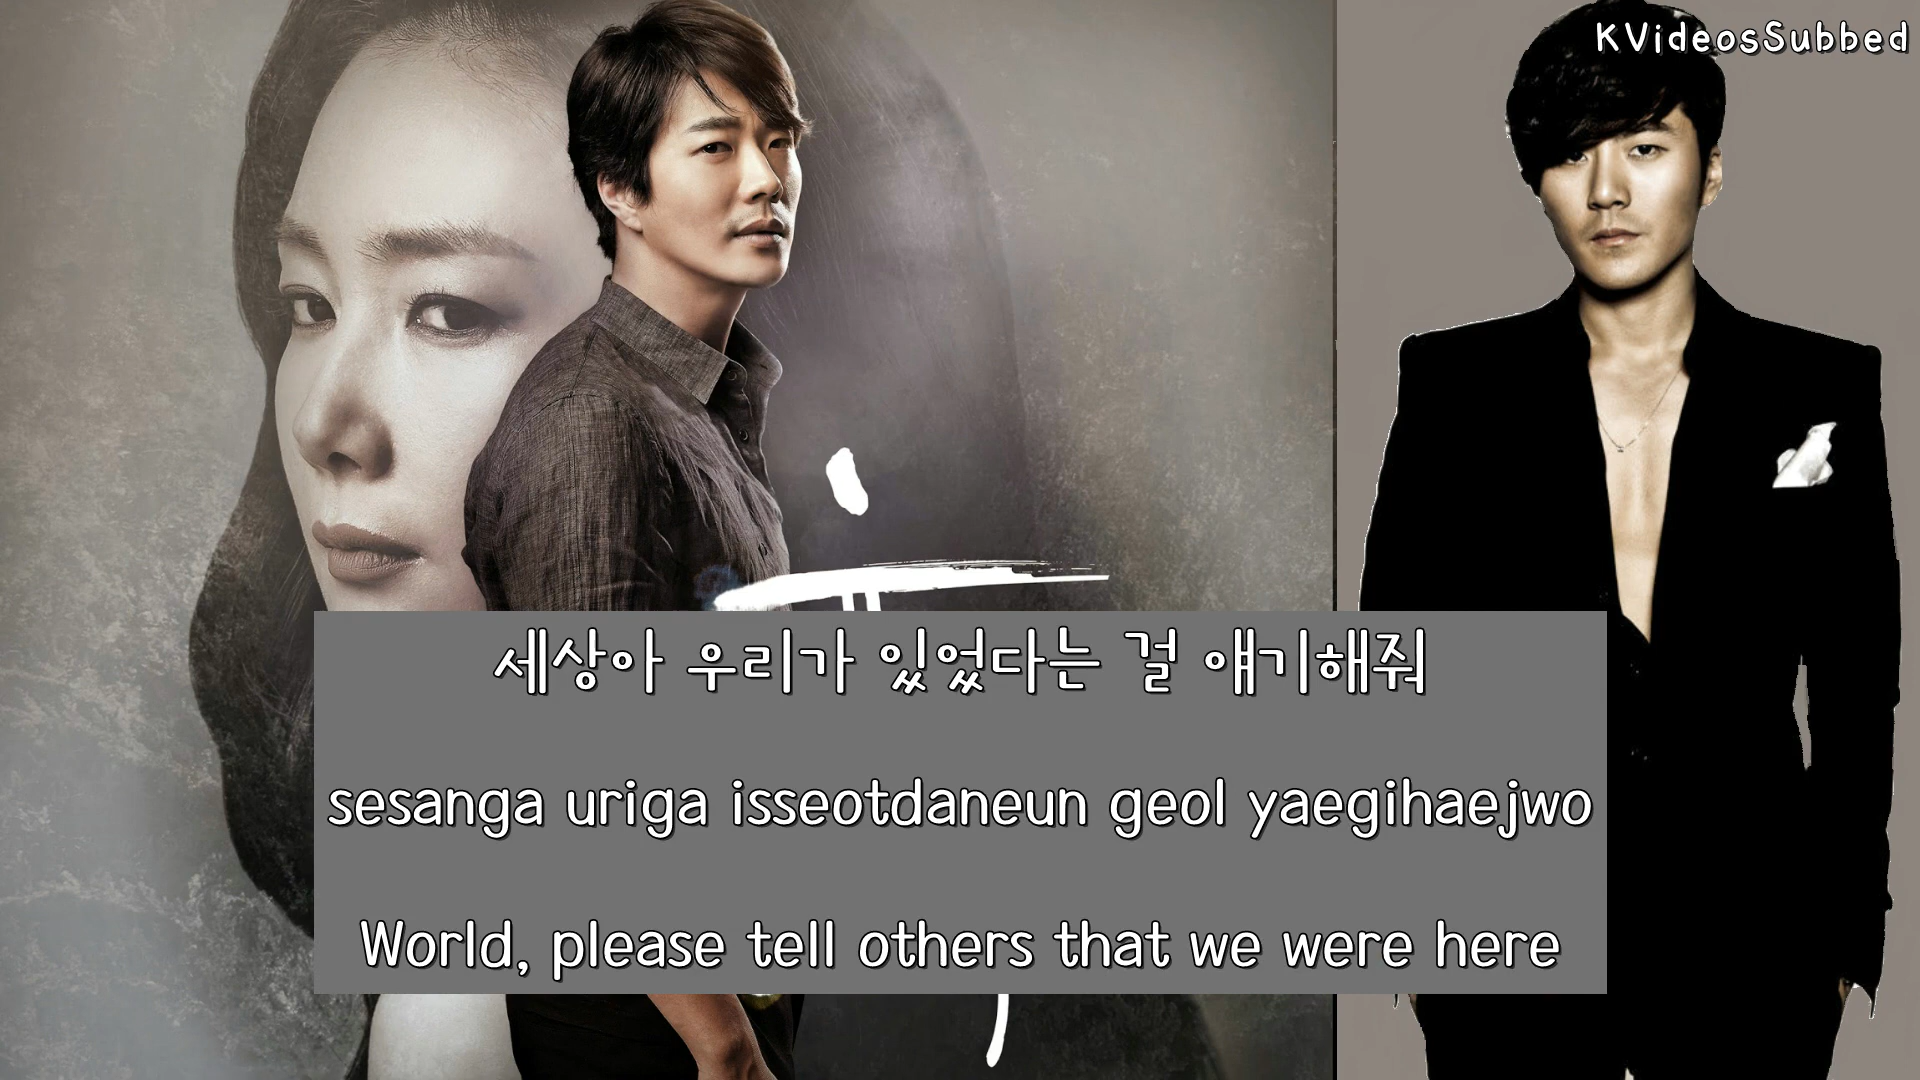 KVideosSubbed
세상아 우리가 있었다는 걸 얘기해줘
sesanga uriga isseotdaneun geol yaegihaejwo
World, please tell others that we were here